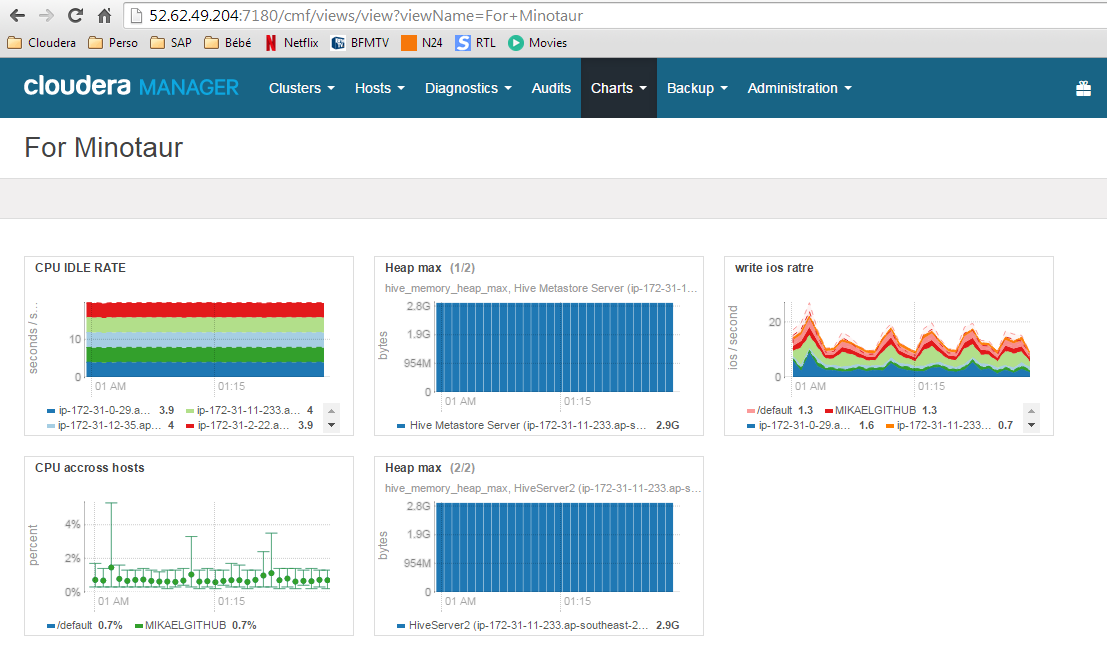 52.62.49.204:7180/cmf/views/view?viewName=For+Minotaur
Cloudera Perso SAP Bébé Netflix BFMTV N24 RTL Movies
cloudera MANAGER Clusters Hosts Diagnostics Audits Charts Backup Administration
For Minotaur
CPU IDLE RATE
seconds / s...
10
0
01 AM 01:15
ip-172-31-0-29.a... 3.9 ip-172-31-11-233.a... 4
ip-172-31-12-35.ap... 4 ip-172-31-2-22.a... 3.9
Heap max (1/2)
hive_memory_heap_max, Hive Metastore Server (ip-172-31-1...
bytes
2.8G
1.9G
954M
0
01 AM 01:15
Hive Metastore Server (ip-172-31-11-233.ap-s... 2.9G
write ios ratre
ios / second
20
0
01 AM 01:15
/default 1.3 MIKAELGITHUB 1.3
ip-172-31-0-29.a... 1.6 ip-172-31-11-233... 0.7
CPU accross hosts
percent
4%
2%
0%
01 AM 01:15
/default 0.7% MIKAELGITHUB 0.7%
Heap max (2/2)
hive_memory_heap_max, HiveServer2 (ip-172-31-11-233.ap-s...
bytes
2.8G
1.9G
954M
0
01 AM 01:15
HiveServer2 (ip-172-31-11-233.ap-southeast-2... 2.9G